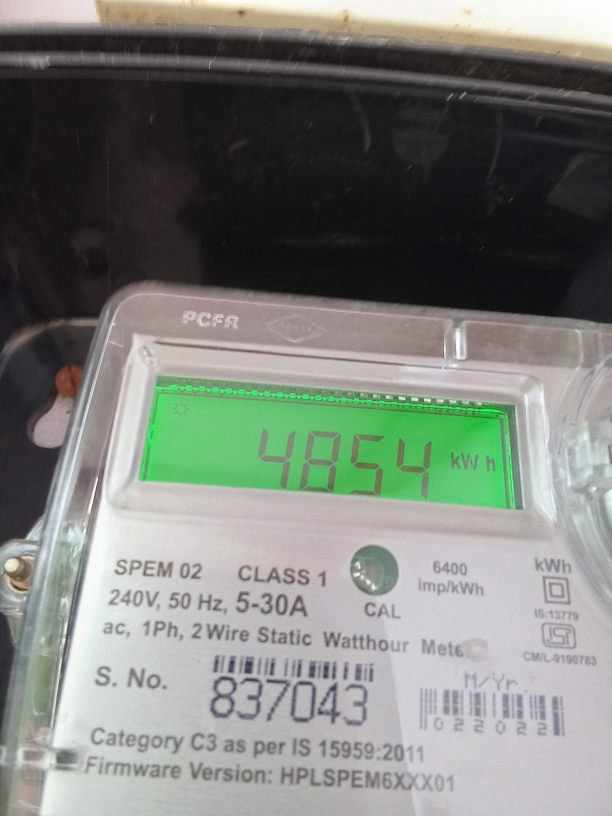 PCFR
4854 kWh
SPEM 02 CLASS 1
6400
imp/kWh
kWh
240V, 50 Hz, 5-30A
CAL
IS:13779
ac, 1Ph, 2 Wire Static Watthour
CM/L-9190783
S. No.
837043
M/Yr.
022022
Category C3 as per IS 15959:2011
Firmware Version: HPLSPEM6XXX01